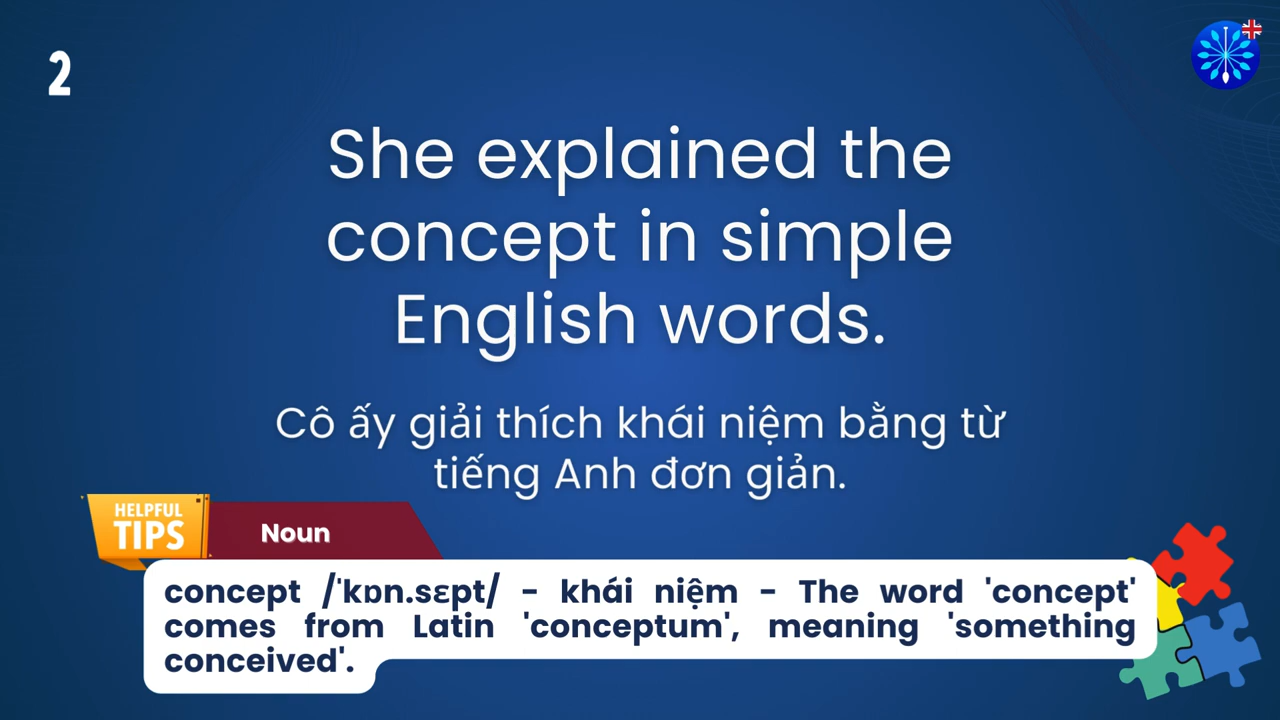 2
She explained the
concept in simple
English words.
Cô ấy giải thích khái niệm bằng từ
tiếng Anh đơn giản.
HELPFUL
TIPS
Noun
concept /ˈkɒn.sɛpt/ - khái niệm - The word 'concept'
comes from Latin 'conceptum', meaning 'something
conceived'.